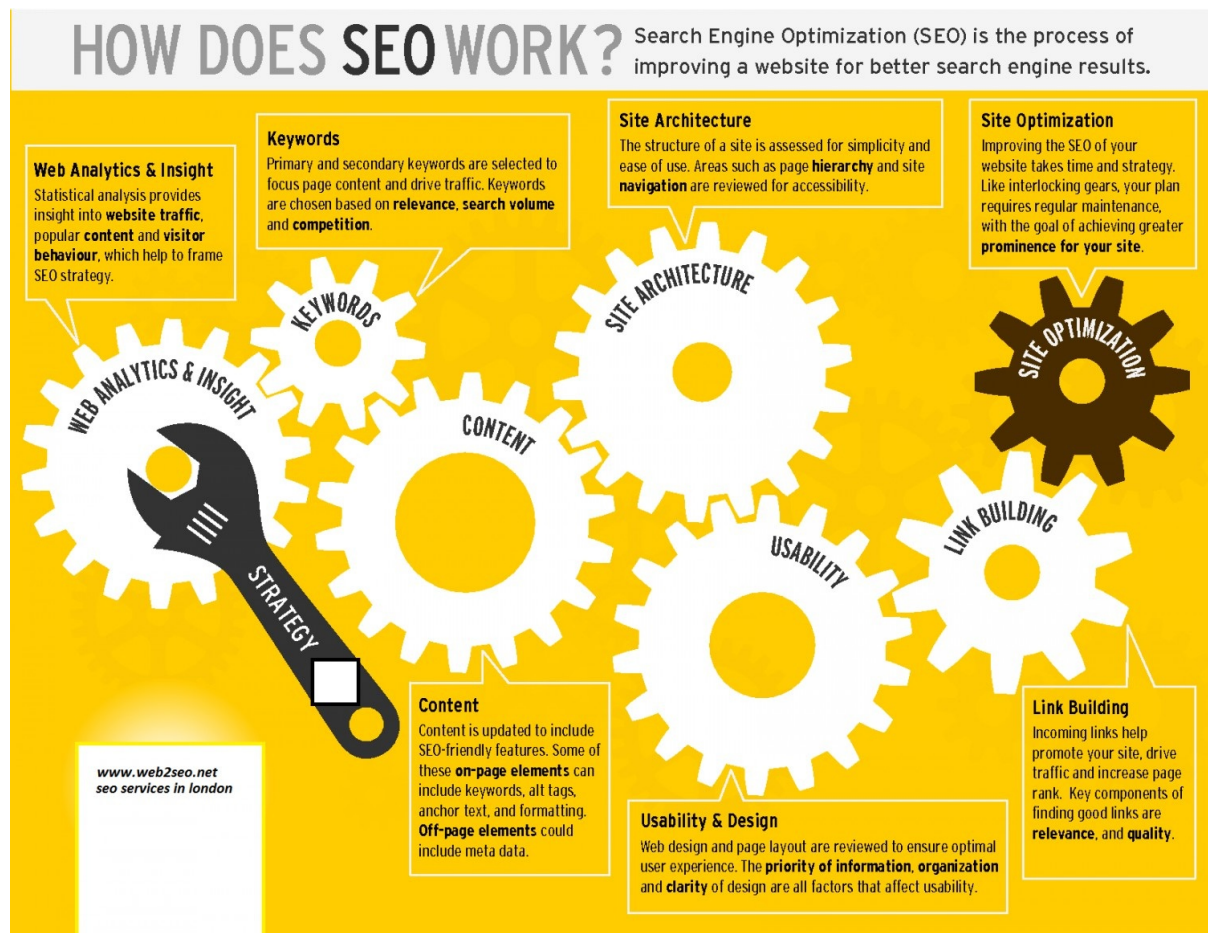 HOW DOES SEO WORK?
Search Engine Optimization (SEO) is the process of
improving a website for better search engine results.
Web Analytics & Insight
Statistical analysis provides
insight into website traffic,
popular content and visitor
behaviour, which help to frame
SEO strategy.
Keywords
Primary and secondary keywords are selected to
focus page content and drive traffic. Keywords
are chosen based on relevance, search volume
and competition.
Site Architecture
The structure of a site is assessed for simplicity and
ease of use. Areas such as page hierarchy and site
navigation are reviewed for accessibility.
Site Optimization
Improving the SEO of your
website takes time and strategy.
Like interlocking gears, your plan
requires regular maintenance,
with the goal of achieving greater
prominence for your site.
WEB ANALYTICS & INSIGHT
KEYWORDS
CONTENT
SITE ARCHITECTURE
USABILITY
LINK BUILDING
SITE OPTIMIZATION
STRATEGY
Content
Content is updated to include
SEO-friendly features. Some of
these on-page elements can
include keywords, alt tags,
anchor text, and formatting.
Off-page elements could
include meta data.
Usability & Design
Web design and page layout are reviewed to ensure optimal
user experience. The priority of information, organization
and clarity of design are all factors that affect usability.
Link Building
Incoming links help
promote your site, drive
traffic and increase page
rank. Key components of
finding good links are
relevance, and quality.
www.web2seo.net
seo services in london